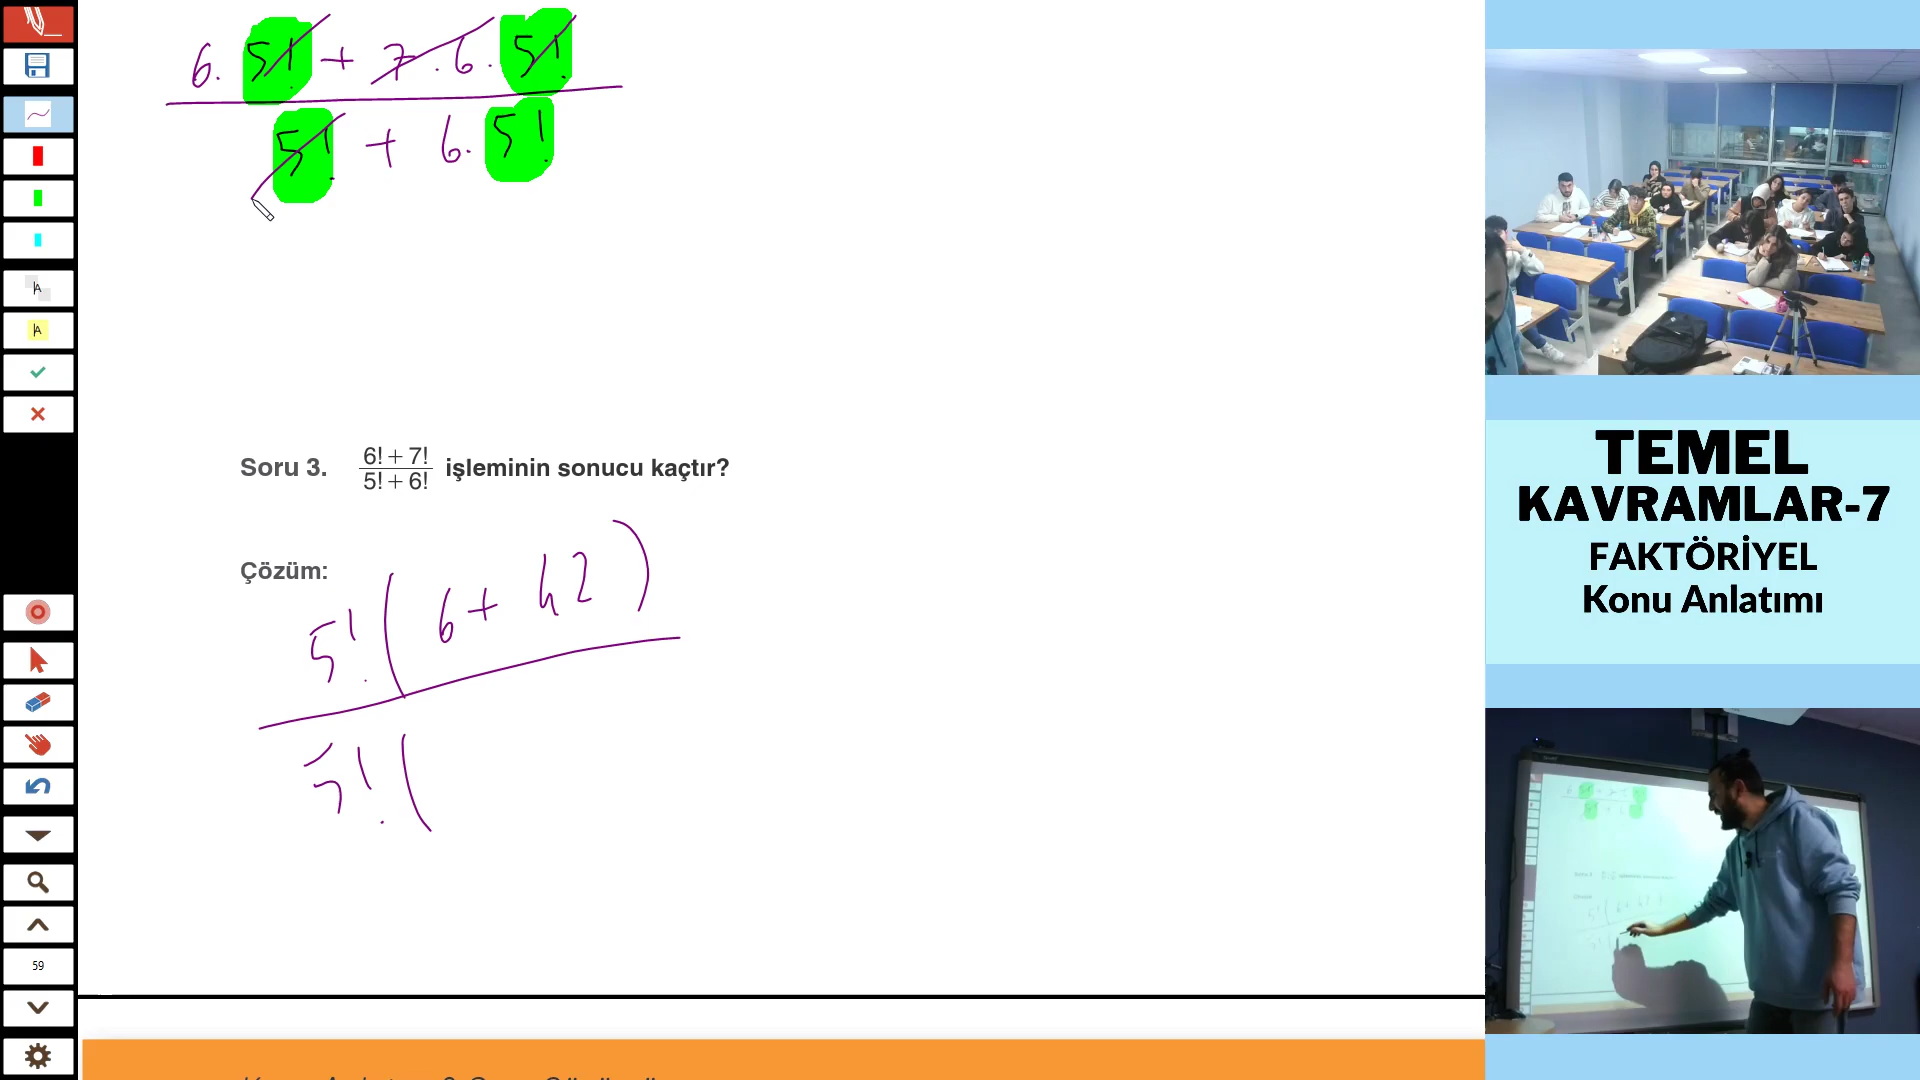 6. 5! + 7.6. 5!
5! + 6. 5!
Soru 3. 6! + 7! / 5! + 6! işleminin sonucu kaçtır?
Çözüm:
5! ( 6 + 42 )
5! (
59
TEMEL
KAVRAMLAR-7
FAKTÖRİYEL
Konu Anlatımı